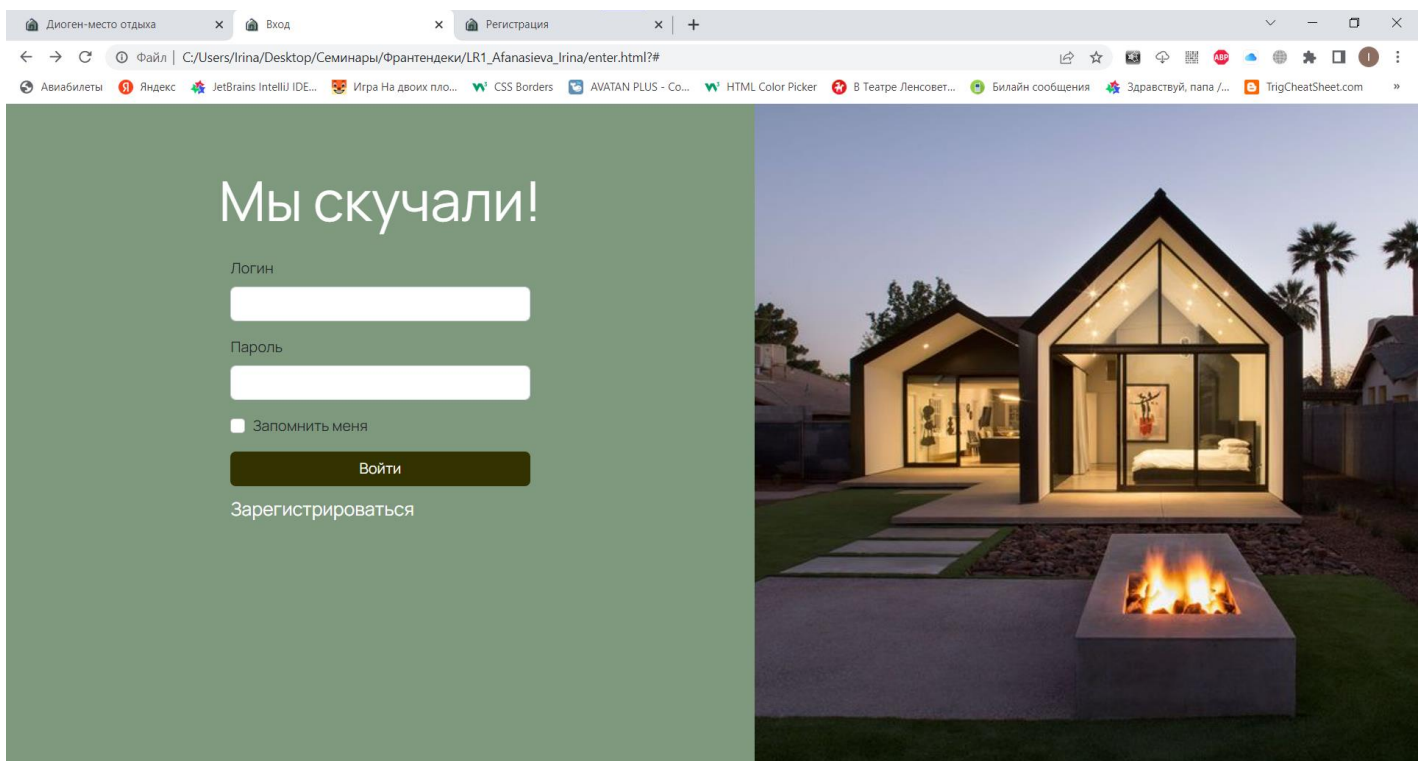 Диоген-место отдыха
Вход
Регистрация
Файл | C:/Users/Irina/Desktop/Семинары/Франтендеки/LR1_Afanasieva_Irina/enter.html?#
ABP
I
Авиабилеты Яндекс JetBrains IntelliJ IDE... Игра На двоих пло... CSS Borders AVATAN PLUS - Co... HTML Color Picker В Театре Ленсовет... Билайн сообщения Здравствуй, папа /... TrigCheatSheet.com »
Мы скучали!
Логин
Пароль
Запомнить меня
Войти
Зарегистрироваться